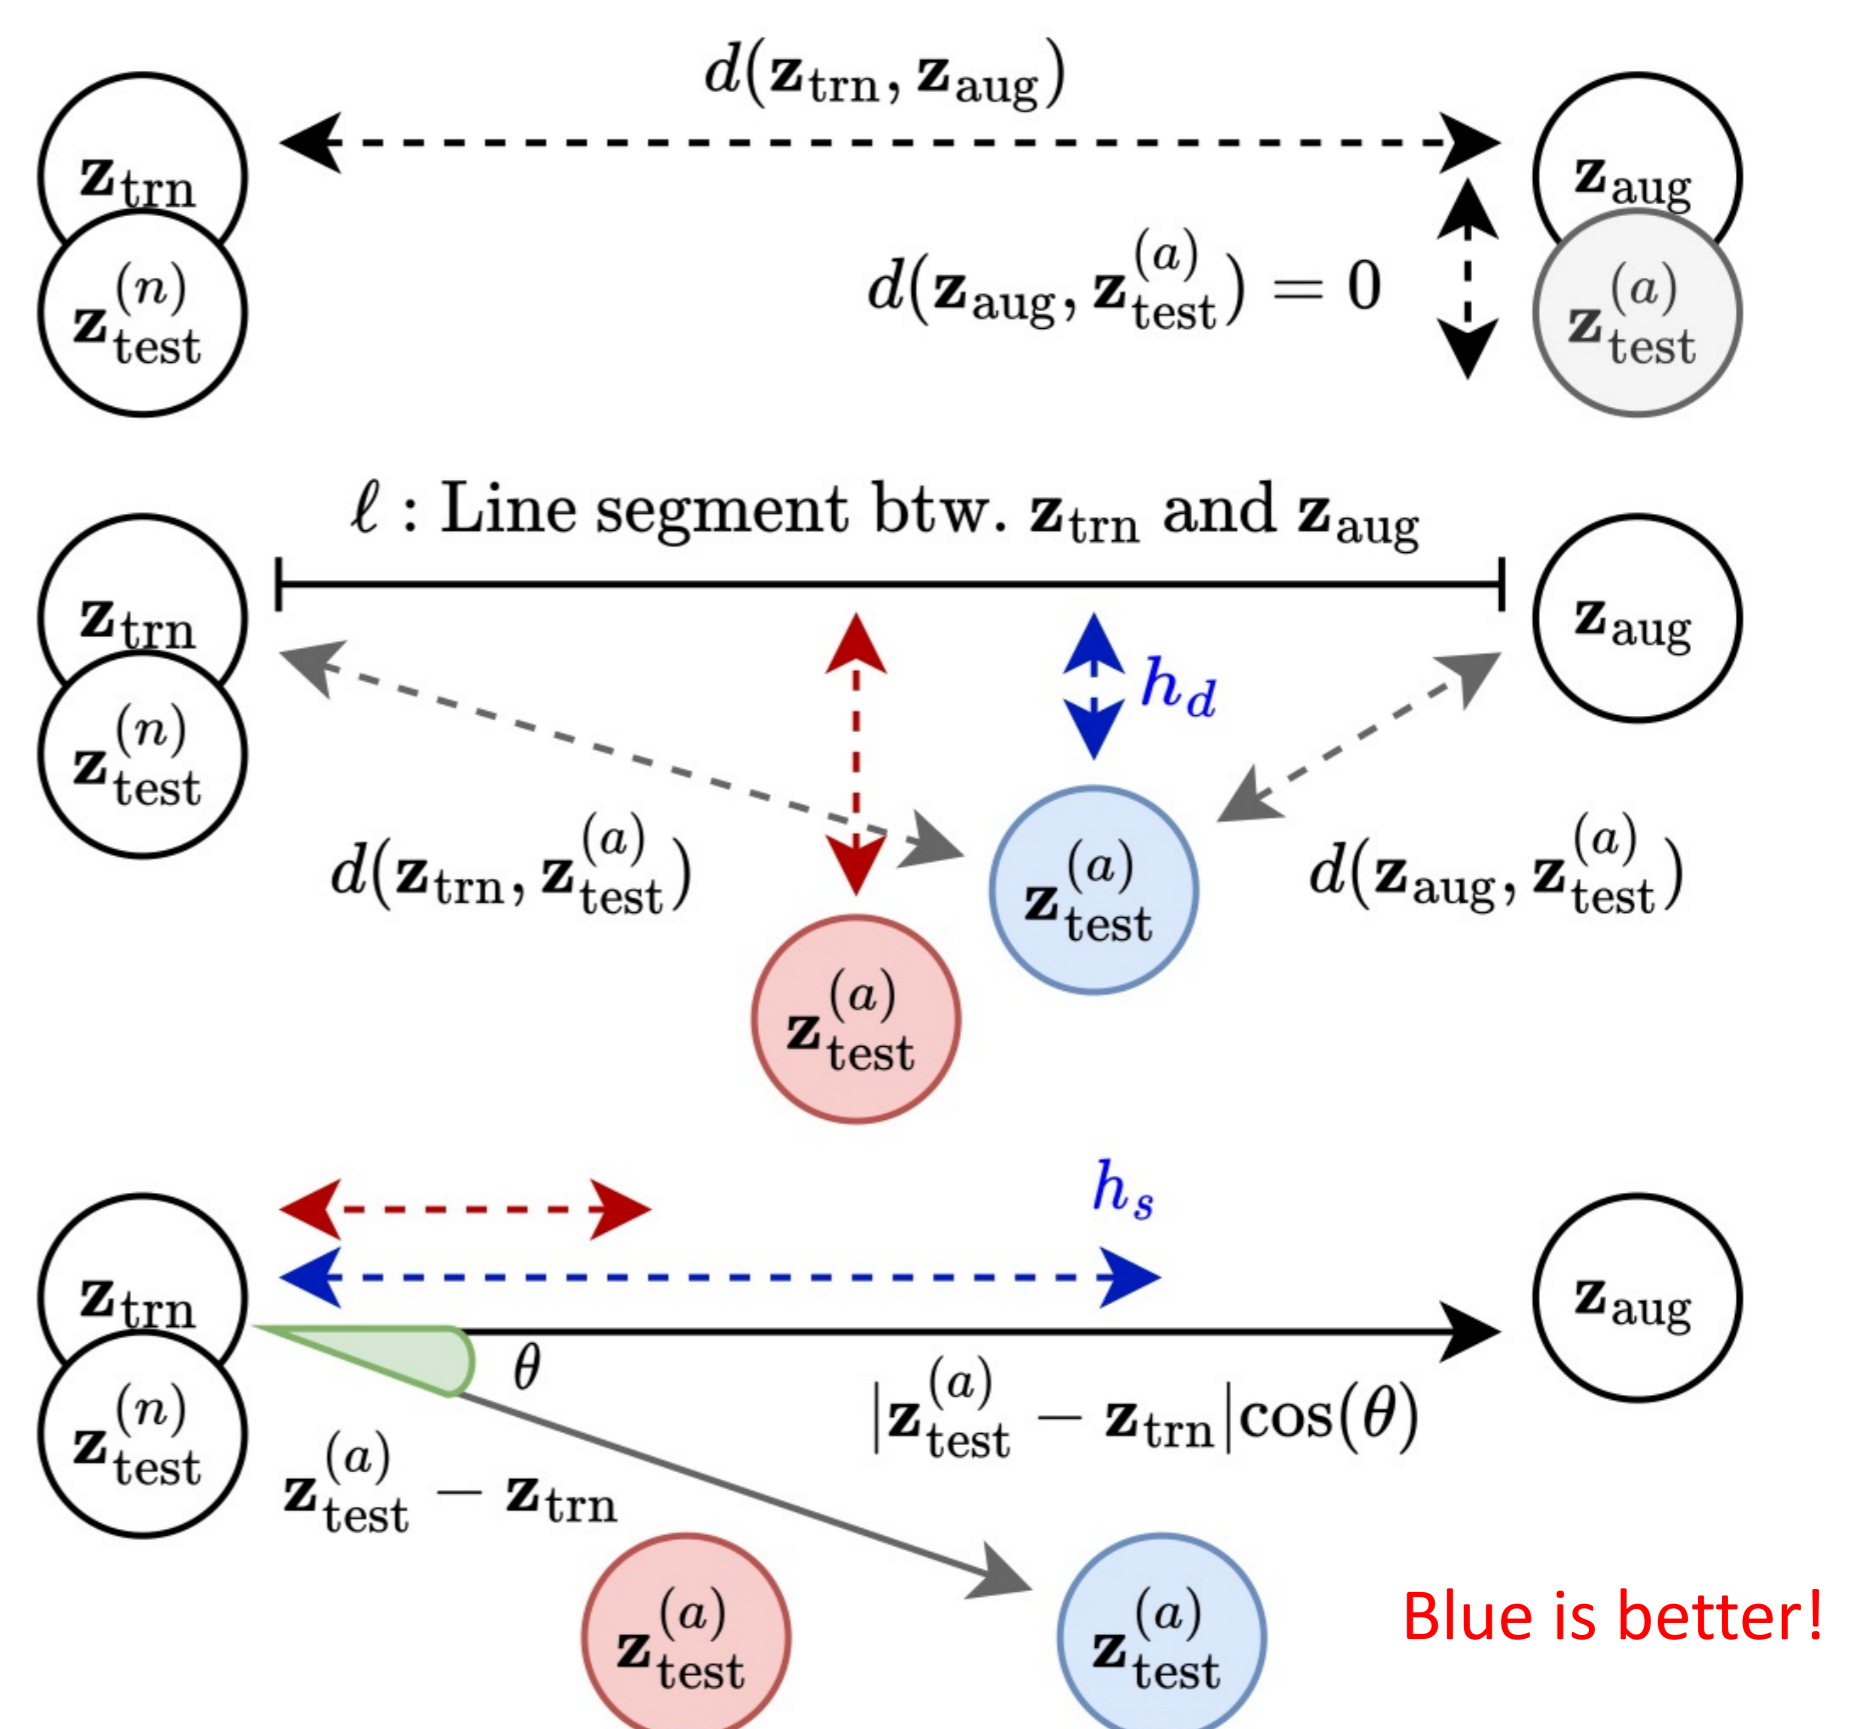 d(𝐳_trn, 𝐳_aug)
𝐳_trn
𝐳_aug
𝐳_test^(n)
d(𝐳_aug, 𝐳_test^(a)) = 0
𝐳_test^(a)
ℓ : Line segment btw. 𝐳_trn and 𝐳_aug
𝐳_trn
𝐳_aug
h_d
𝐳_test^(n)
d(𝐳_trn, 𝐳_test^(a))
𝐳_test^(a)
d(𝐳_aug, 𝐳_test^(a))
𝐳_test^(a)
h_s
𝐳_trn
𝐳_aug
θ
𝐳_test^(n)
|𝐳_test^(a) − 𝐳_trn|cos(θ)
𝐳_test^(a) − 𝐳_trn
𝐳_test^(a)
𝐳_test^(a)
Blue is better!